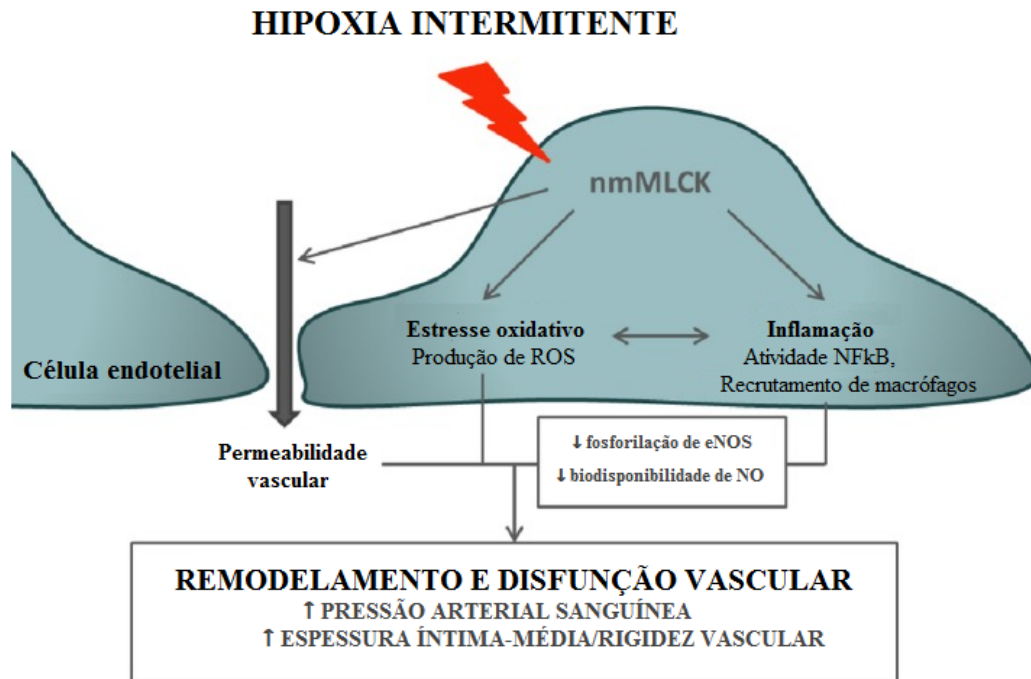 HIPOXIA INTERMITENTE
nmMLCK
Estresse oxidativo
Produção de ROS
Inflamação
Atividade NFkB,
Recrutamento de macrófagos
Célula endotelial
Permeabilidade
vascular
↓ fosforilação de eNOS
↓ biodisponibilidade de NO
REMODELAMENTO E DISFUNÇÃO VASCULAR
↑ PRESSÃO ARTERIAL SANGUÍNEA
↑ ESPESSURA ÍNTIMA-MÉDIA/RIGIDEZ VASCULAR